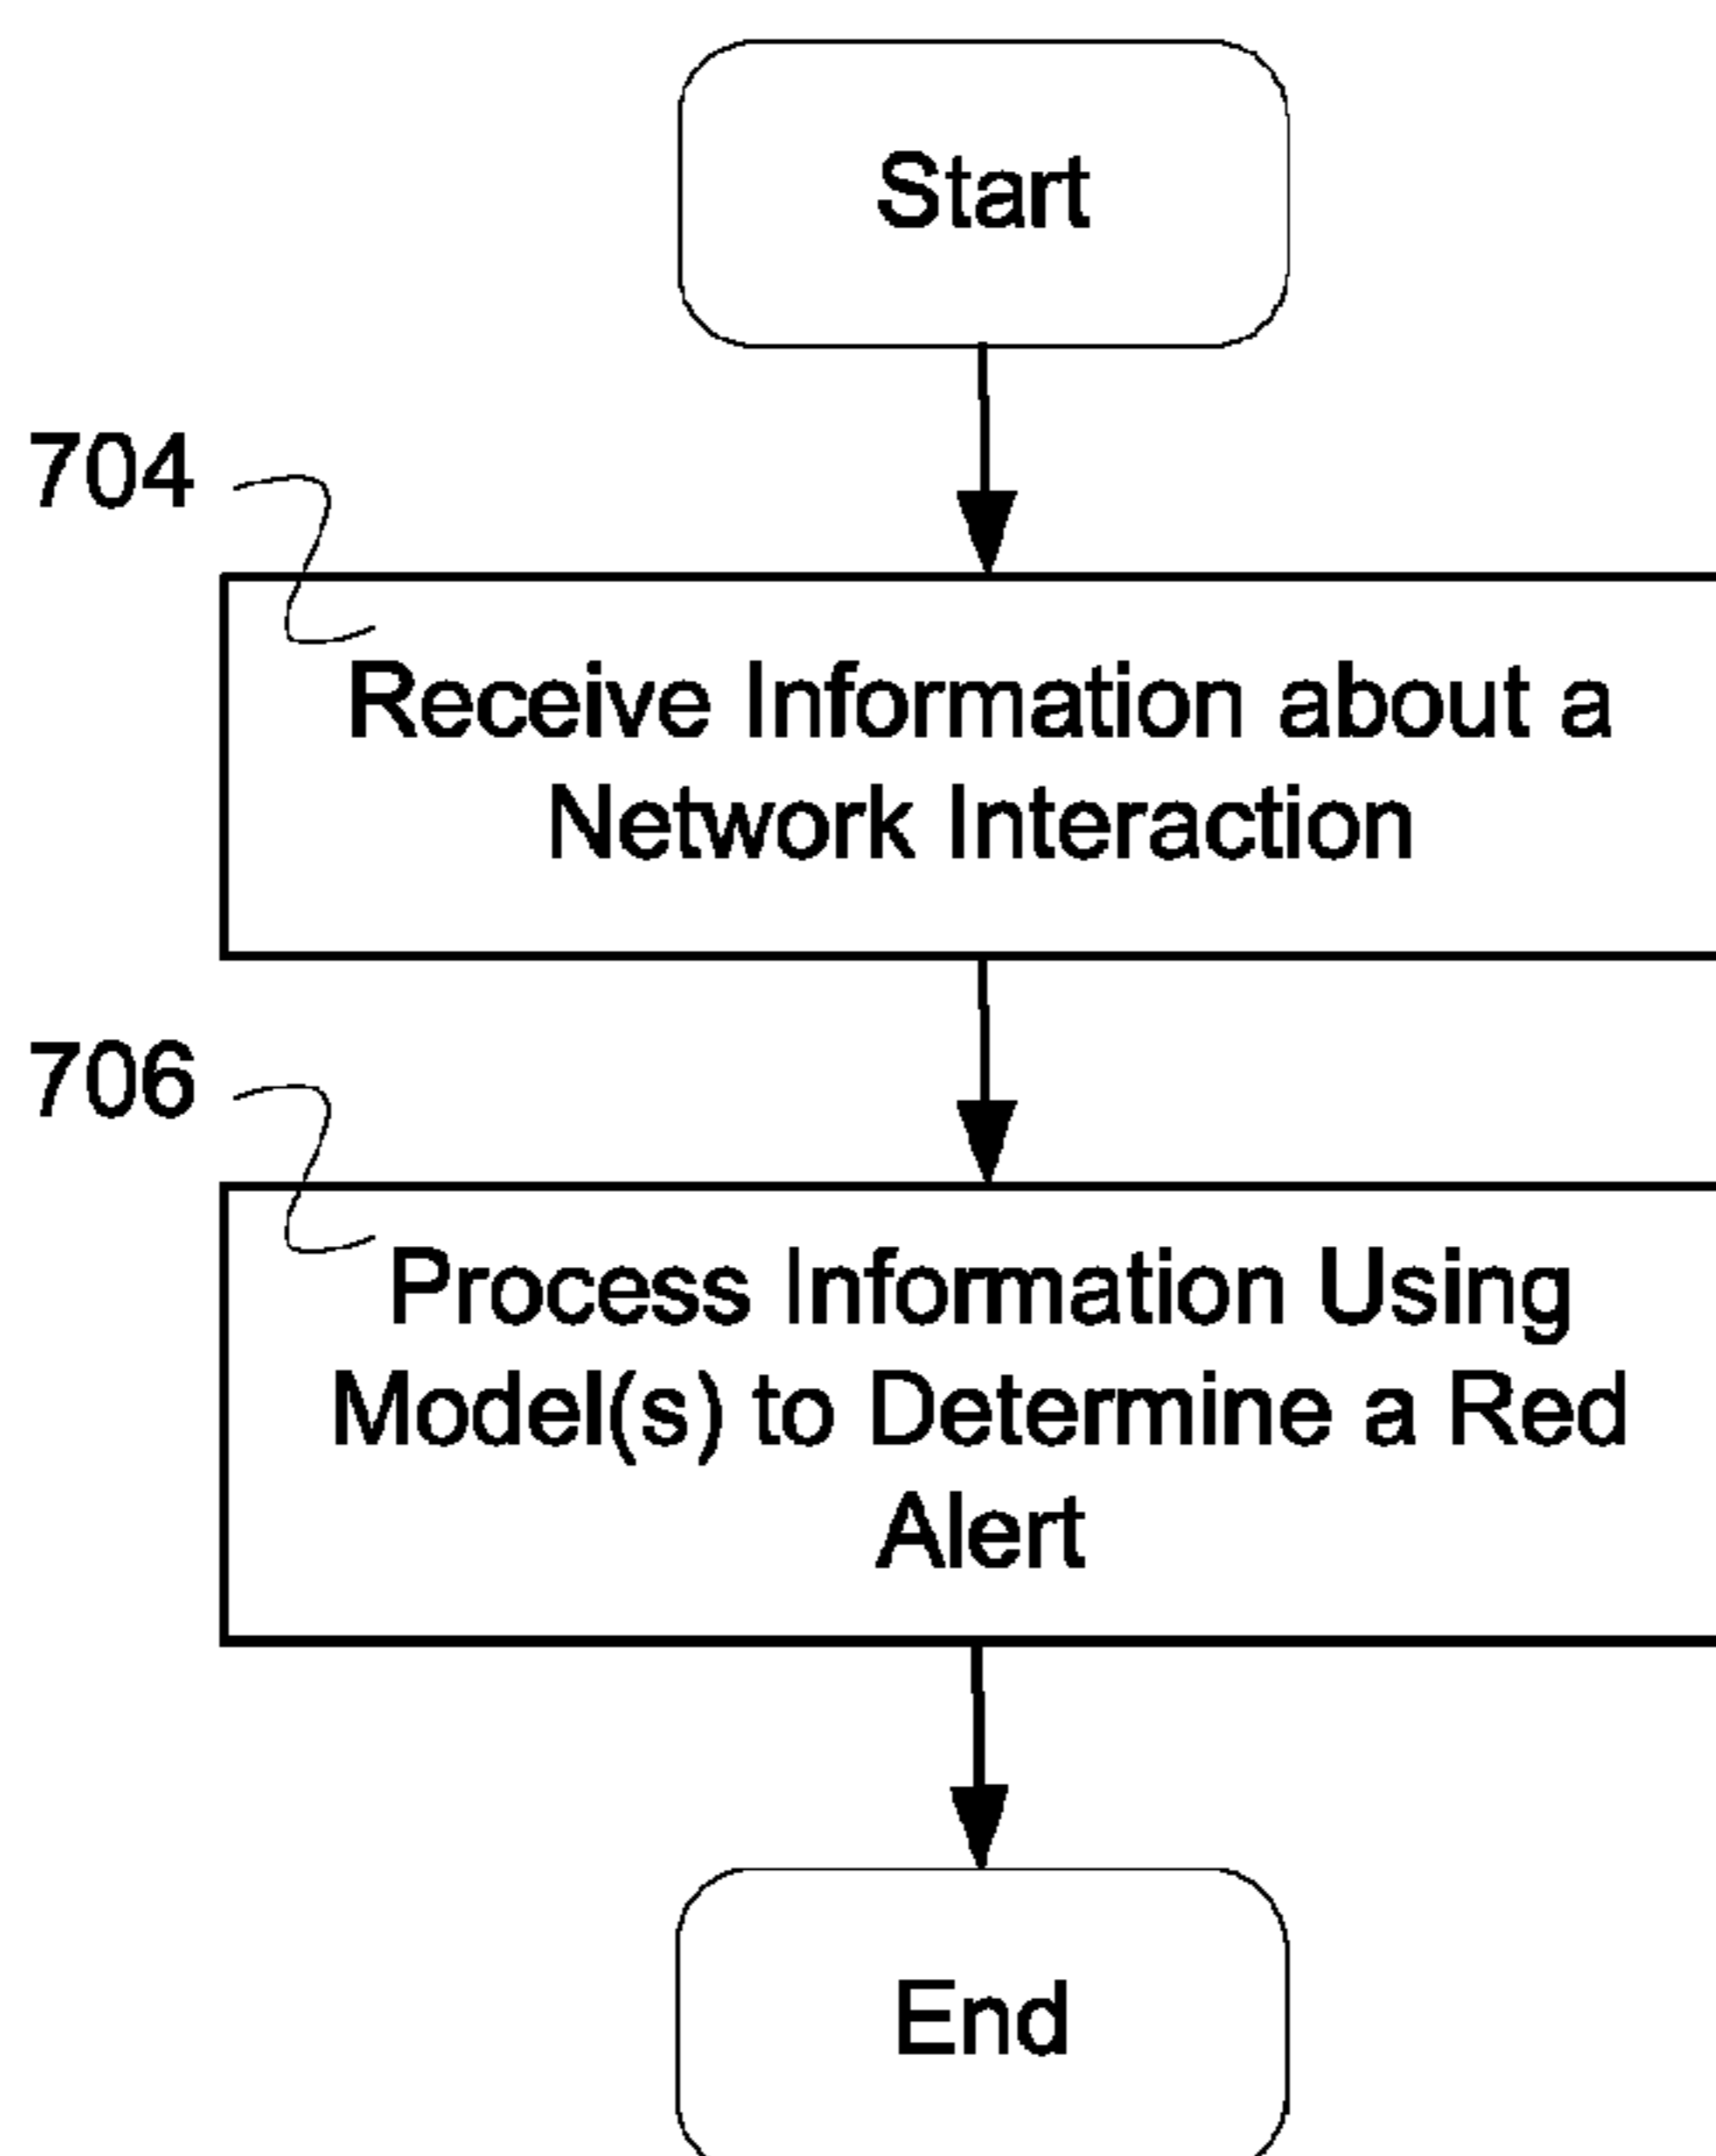 Start
704
Receive Information about a
Network Interaction
706
Process Information Using
Model(s) to Determine a Red
Alert
End